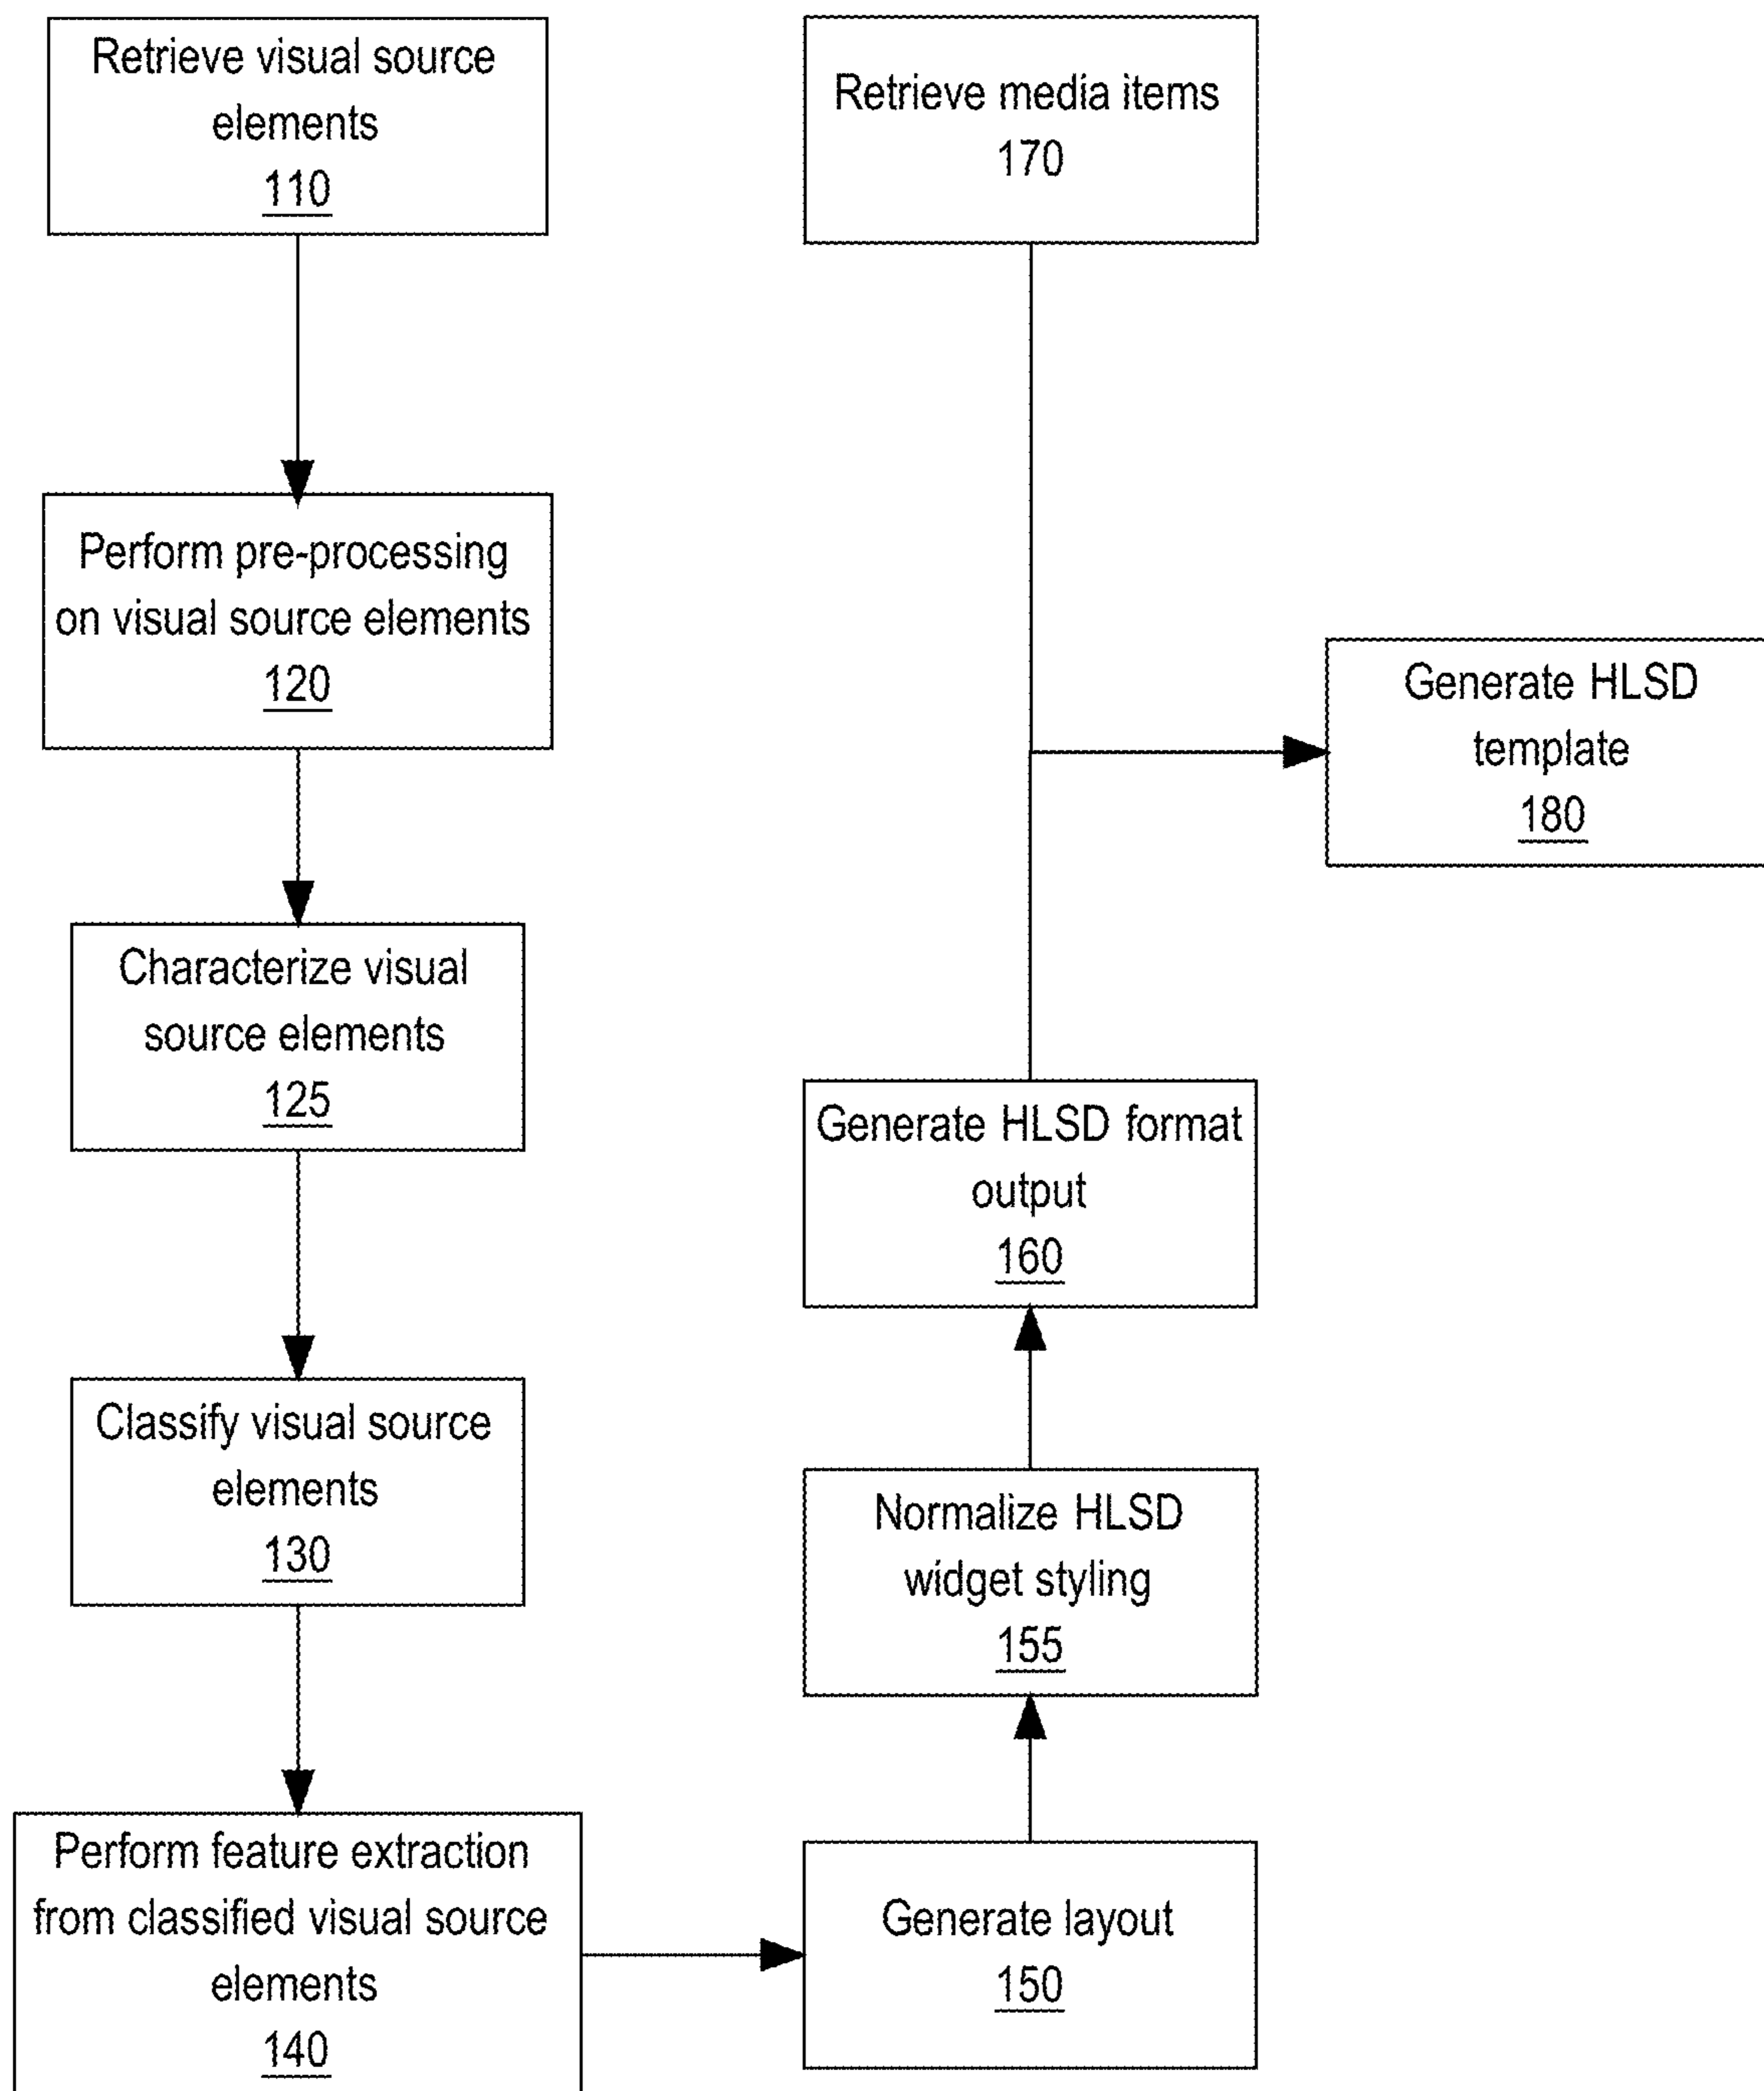 Retrieve visual source
elements
110
Perform pre-processing
on visual source elements
120
Characterize visual
source elements
125
Classify visual source
elements
130
Perform feature extraction
from classified visual source
elements
140
Generate layout
150
Normalize HLSD
widget styling
155
Generate HLSD format
output
160
Retrieve media items
170
Generate HLSD
template
180